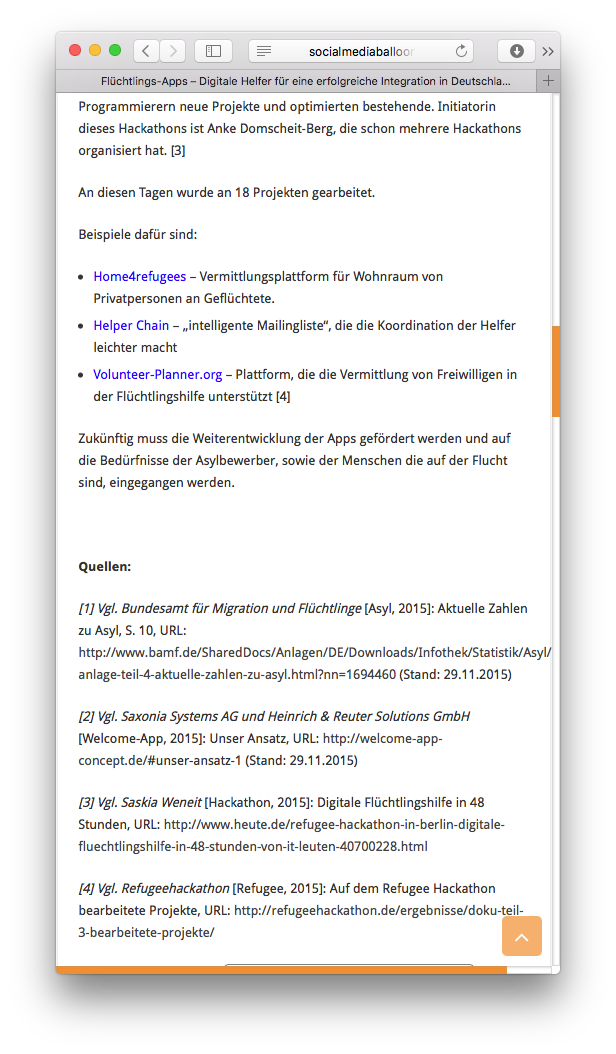 socialmediaballoor
Flüchtlings-Apps – Digitale Helfer für eine erfolgreiche Integration in Deutschla...
Programmierern neue Projekte und optimierten bestehende. Initiatorin
dieses Hackathons ist Anke Domscheit-Berg, die schon mehrere Hackathons
organisiert hat. [3]
An diesen Tagen wurde an 18 Projekten gearbeitet.
Beispiele dafür sind:
• Home4refugees – Vermittlungsplattform für Wohnraum von
Privatpersonen an Geflüchtete.
• Helper Chain – „intelligente Mailingliste“, die die Koordination der Helfer
leichter macht
• Volunteer-Planner.org – Plattform, die die Vermittlung von Freiwilligen in
der Flüchtlingshilfe unterstützt [4]
Zukünftig muss die Weiterentwicklung der Apps gefördert werden und auf
die Bedürfnisse der Asylbewerber, sowie der Menschen die auf der Flucht
sind, eingegangen werden.
Quellen:
[1] Vgl. Bundesamt für Migration und Flüchtlinge [Asyl, 2015]: Aktuelle Zahlen
zu Asyl, S. 10, URL:
http://www.bamf.de/SharedDocs/Anlagen/DE/Downloads/Infothek/Statistik/Asyl/
anlage-teil-4-aktuelle-zahlen-zu-asyl.html?nn=1694460 (Stand: 29.11.2015)
[2] Vgl. Saxonia Systems AG und Heinrich & Reuter Solutions GmbH
[Welcome-App, 2015]: Unser Ansatz, URL: http://welcome-app-
concept.de/#unser-ansatz-1 (Stand: 29.11.2015)
[3] Vgl. Saskia Weneit [Hackathon, 2015]: Digitale Flüchtlingshilfe in 48
Stunden, URL: http://www.heute.de/refugee-hackathon-in-berlin-digitale-
fluechtlingshilfe-in-48-stunden-von-it-leuten-40700228.html
[4] Vgl. Refugeehackathon [Refugee, 2015]: Auf dem Refugee Hackathon
bearbeitete Projekte, URL: http://refugeehackathon.de/ergebnisse/doku-teil-
3-bearbeitete-projekte/